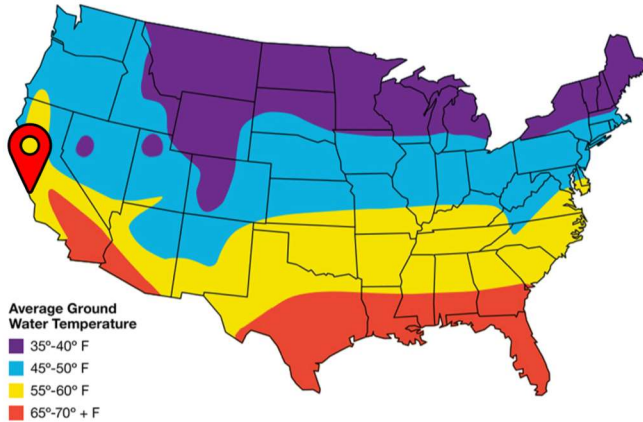 Average Ground
Water Temperature
35º-40º F
45º-50º F
55º-60º F
65º-70º + F